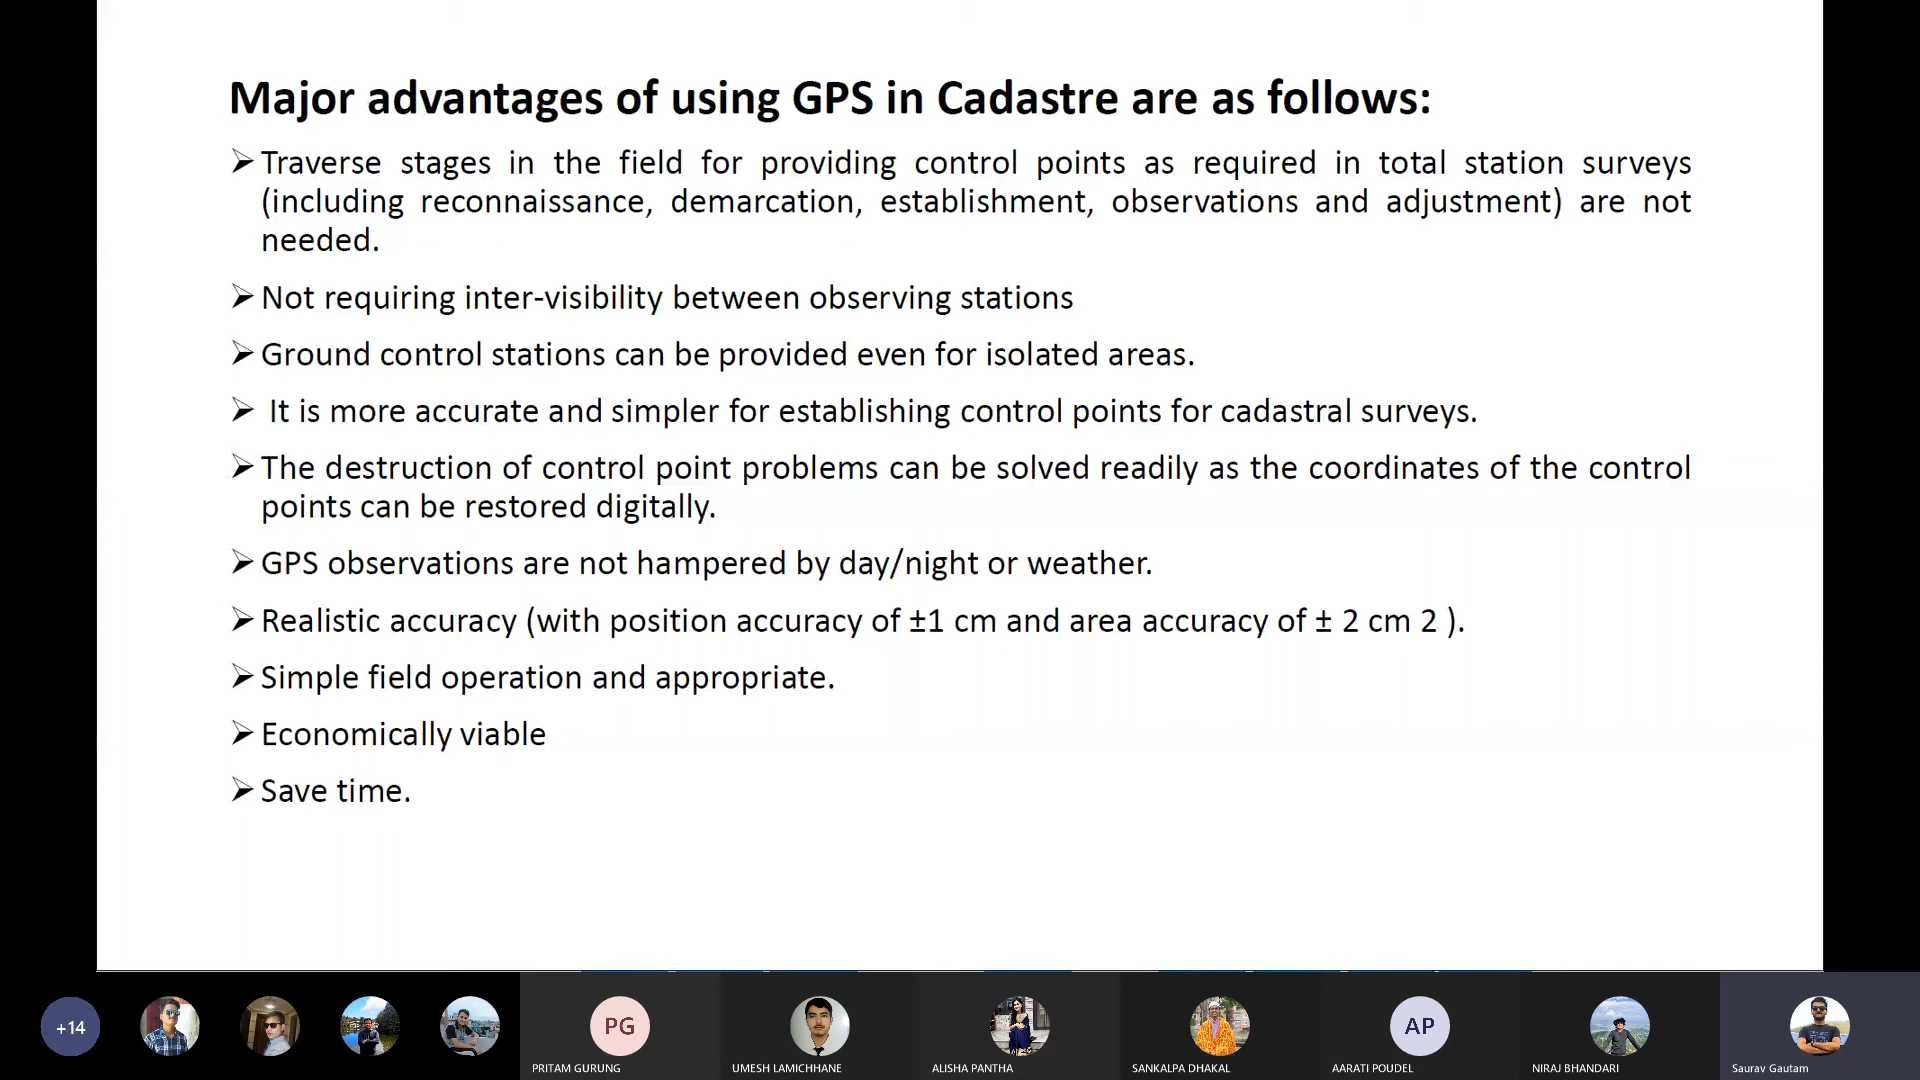 Major advantages of using GPS in Cadastre are as follows:
➢Traverse stages in the field for providing control points as required in total station surveys
(including reconnaissance, demarcation, establishment, observations and adjustment) are not
needed.
➢Not requiring inter-visibility between observing stations
➢Ground control stations can be provided even for isolated areas.
➢ It is more accurate and simpler for establishing control points for cadastral surveys.
➢The destruction of control point problems can be solved readily as the coordinates of the control
points can be restored digitally.
➢GPS observations are not hampered by day/night or weather.
➢Realistic accuracy (with position accuracy of ±1 cm and area accuracy of ± 2 cm 2 ).
➢Simple field operation and appropriate.
➢Economically viable
➢Save time.
+14
PG
AP
PRITAM GURUNG
UMESH LAMICHHANE
ALISHA PANTHA
SANKALPA DHAKAL
AARATI POUDEL
NIRAJ BHANDARI
Saurav Gautam